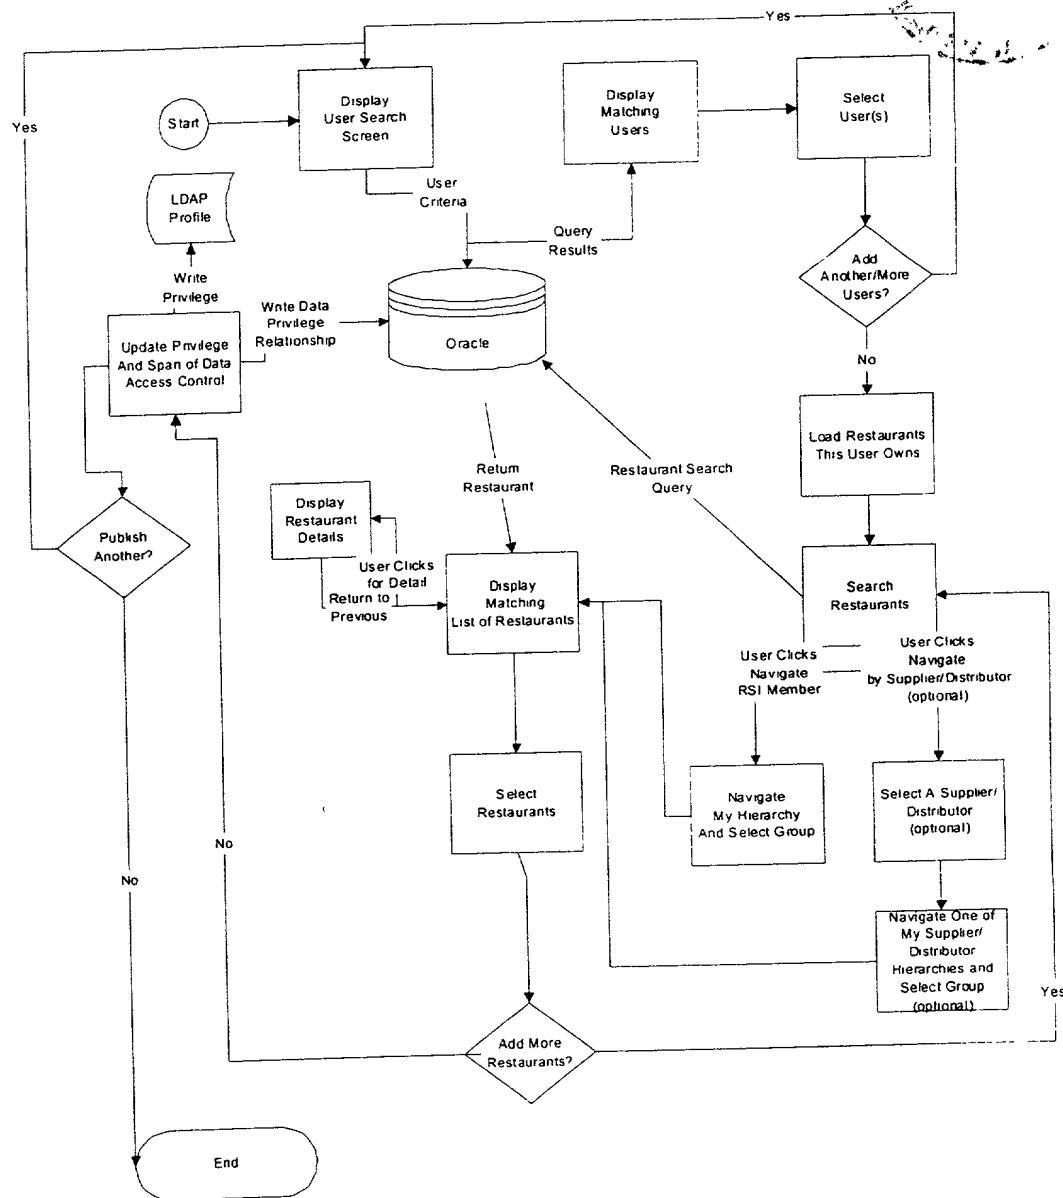 Yes
Yes
Start
Display
User Search
Screen
Display
Matching
Users
Select
User(s)
LDAP
Profile
User
Criteria
Query
Results
Add
Another/More
Users?
Write
Privilege
Write Data
Privilege
Relationship
Update Privilege
And Span of Data
Access Control
Oracle
No
Load Restaurants
This User Owns
Return
Restaurant
Restaurant Search
Query
Display
Restaurant
Details
Publish
Another?
User Clicks
for Detail
Return to
Previous
Display
Matching
List of Restaurants
Search
Restaurants
User Clicks
Navigate
RSI Member
User Clicks
Navigate
by Supplier/Distributor
(optional)
Select
Restaurants
Navigate
My Hierarchy
And Select Group
Select A Supplier/
Distributor
(optional)
No
No
Navigate One of
My Supplier/
Distributor
Hierarchies and
Select Group
(optional)
Yes
Add More
Restaurants?
End